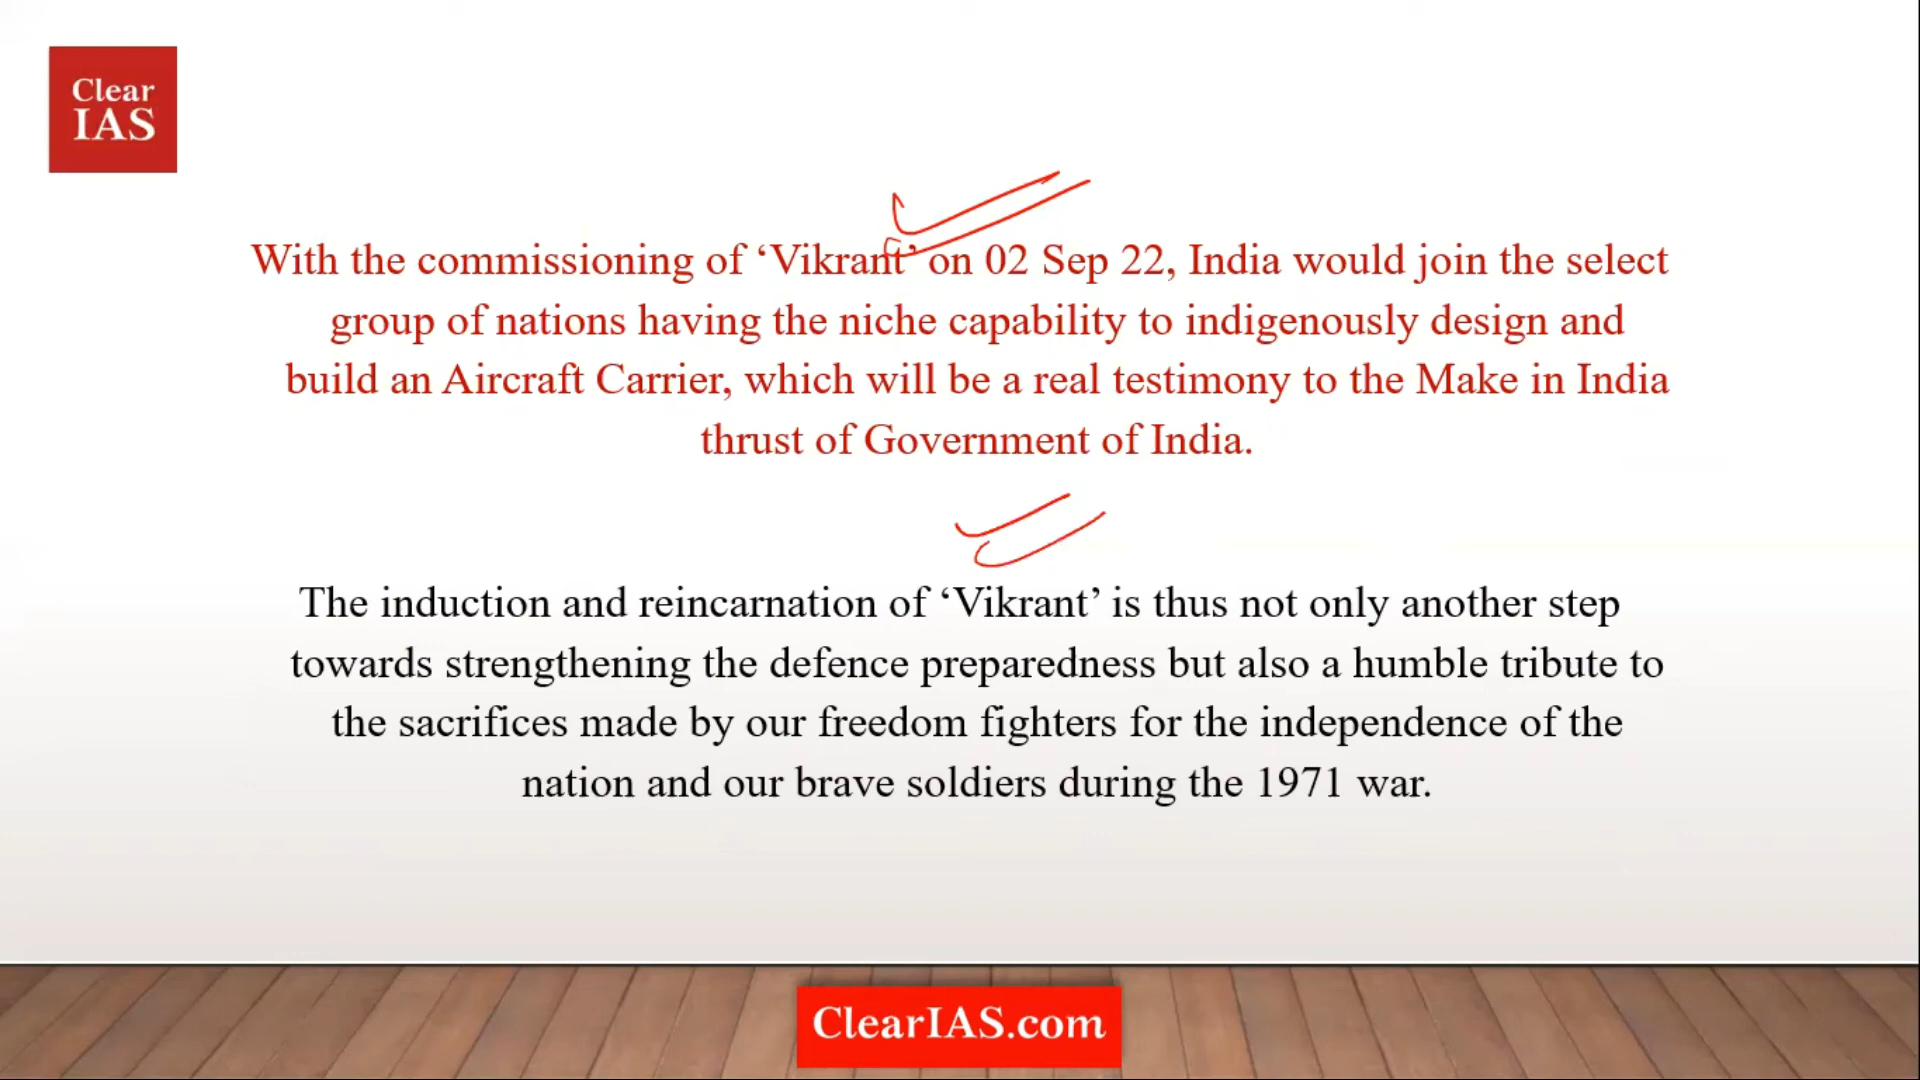 Clear
IAS
With the commissioning of ‘Vikrant’ on 02 Sep 22, India would join the select
group of nations having the niche capability to indigenously design and
build an Aircraft Carrier, which will be a real testimony to the Make in India
thrust of Government of India.
The induction and reincarnation of ‘Vikrant’ is thus not only another step
towards strengthening the defence preparedness but also a humble tribute to
the sacrifices made by our freedom fighters for the independence of the
nation and our brave soldiers during the 1971 war.
ClearIAS.com